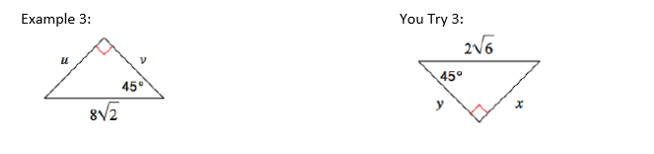 Example 3:
You Try 3:
u
v
45°
8√2
2√6
45°
y
x